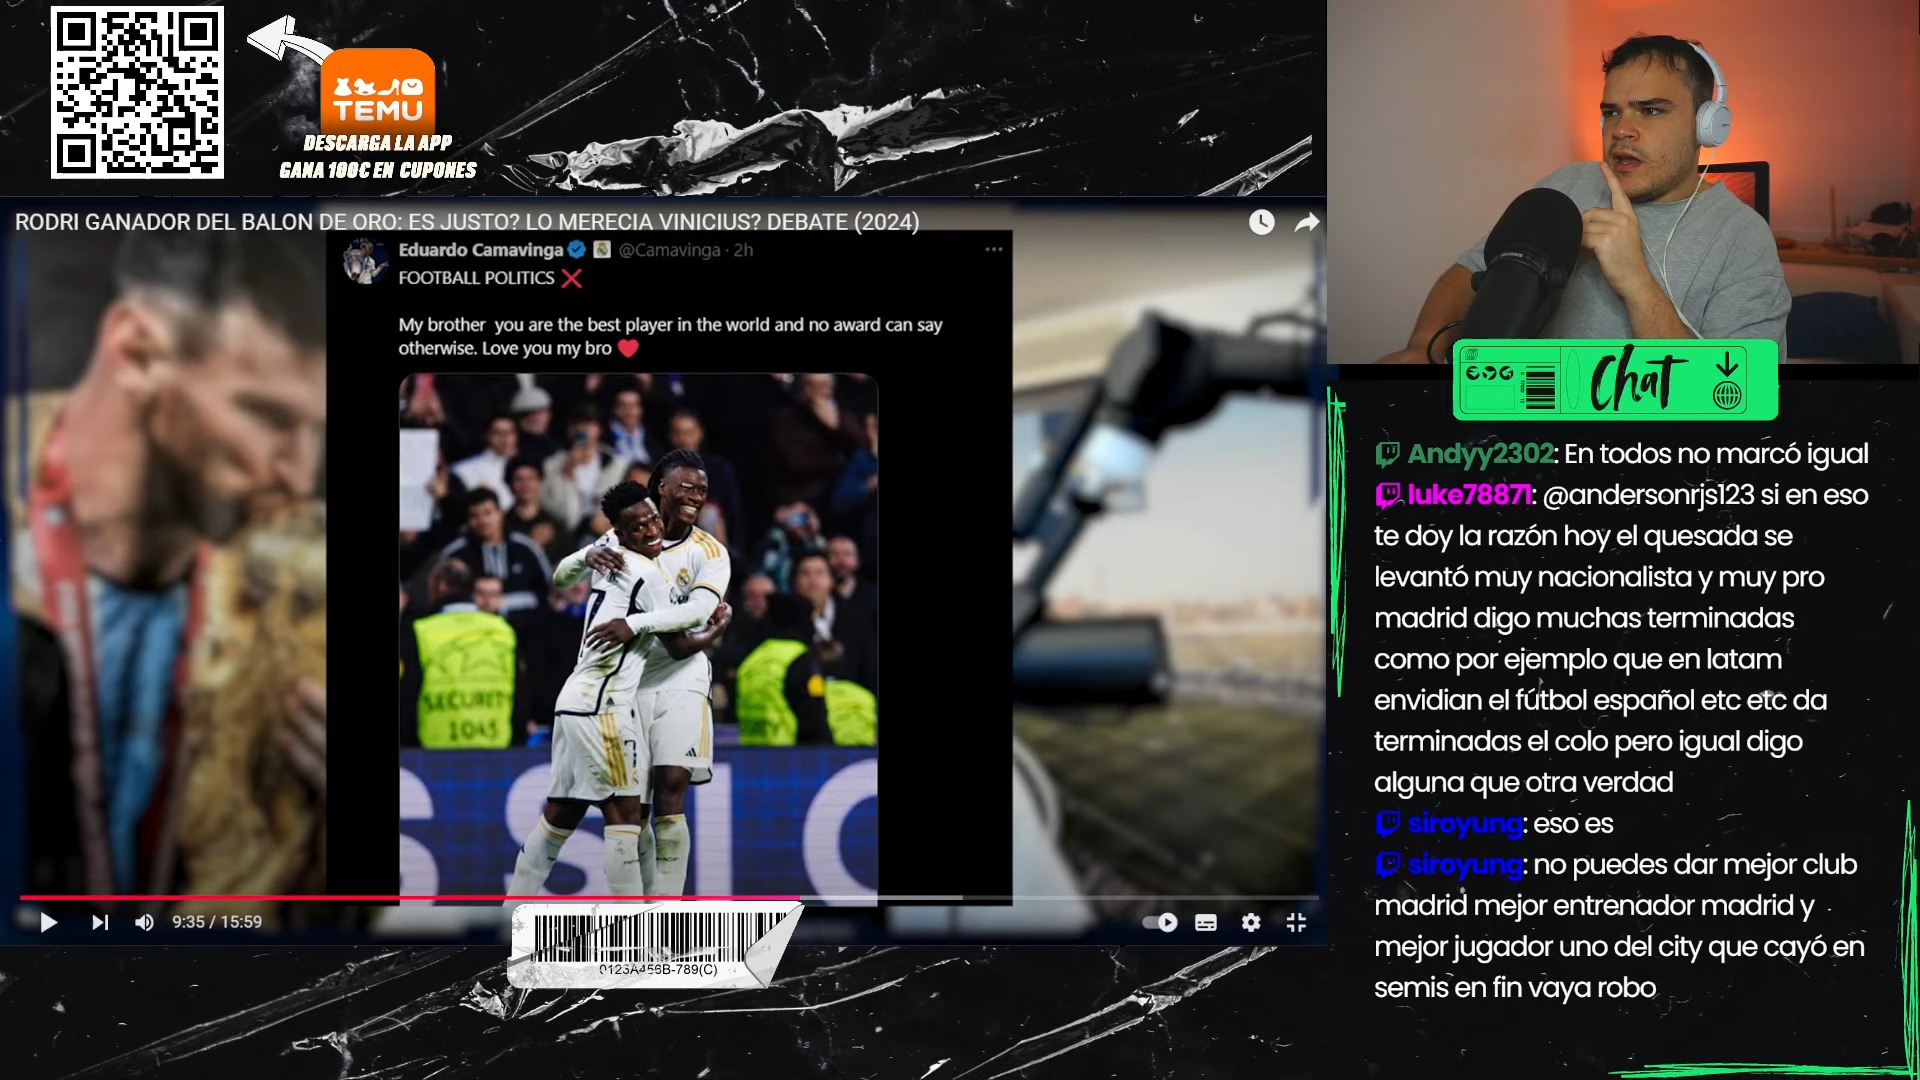 TEMU
DESCARGA LA APP
GANA 100€ EN CUPONES
RODRI GANADOR DEL BALON DE ORO: ES JUSTO? LO MERECIA VINICIUS? DEBATE (2024)
Eduardo Camavinga @Camavinga · 2h
FOOTBALL POLITICS ❌
My brother you are the best player in the world and no award can say
otherwise. Love you my bro ❤️
SECURITY
1045
9:35 / 15:59
0123A456B-789(C)
Chat
Andyy2302: En todos no marcó igual
luke78871: @andersonrjs123 si en eso
te doy la razón hoy el quesada se
levantó muy nacionalista y muy pro
madrid digo muchas terminadas
como por ejemplo que en latam
envidian el fútbol español etc etc da
terminadas el colo pero igual digo
alguna que otra verdad
siroyung: eso es
siroyung: no puedes dar mejor club
madrid mejor entrenador madrid y
mejor jugador uno del city que cayó en
semis en fin vaya robo